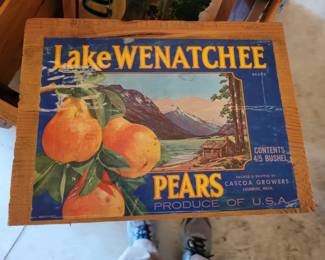 Lake WENATCHEE
BRAND
CONTENTS
4/5 BUSHEL
PEARS
PACKED & SHIPPED BY
CASCOA GROWERS
PRODUCE OF U.S.A.